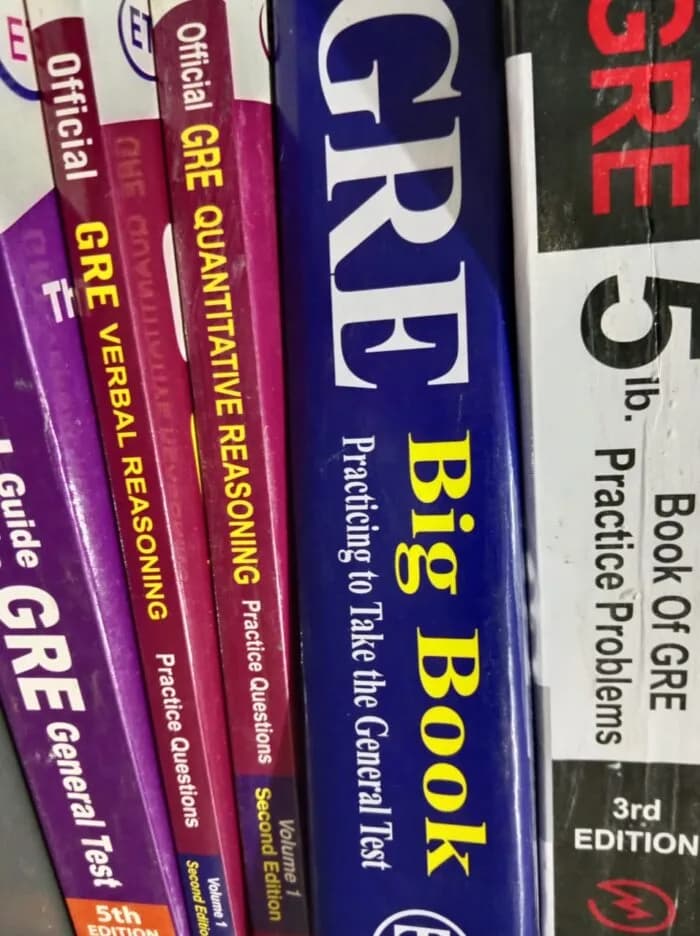 Guide GRE General Test
5th
EDITION
Official GRE VERBAL REASONING Practice Questions
Volume 1
Second Editio
Official GRE QUANTITATIVE REASONING Practice Questions
Volume 1
Second Edition
GRE Big Book
Practicing to Take the General Test
GRE
5 lb.
Book Of GRE
Practice Problems
3rd
EDITION